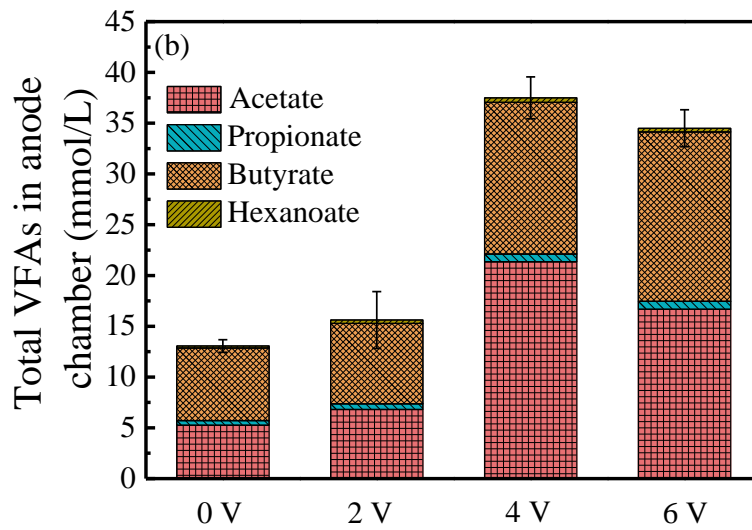 Total VFAs in anode
chamber (mmol/L)
45
40
35
30
25
20
15
10
5
0
(b)
Acetate
Propionate
Butyrate
Hexanoate
0 V
2 V
4 V
6 V